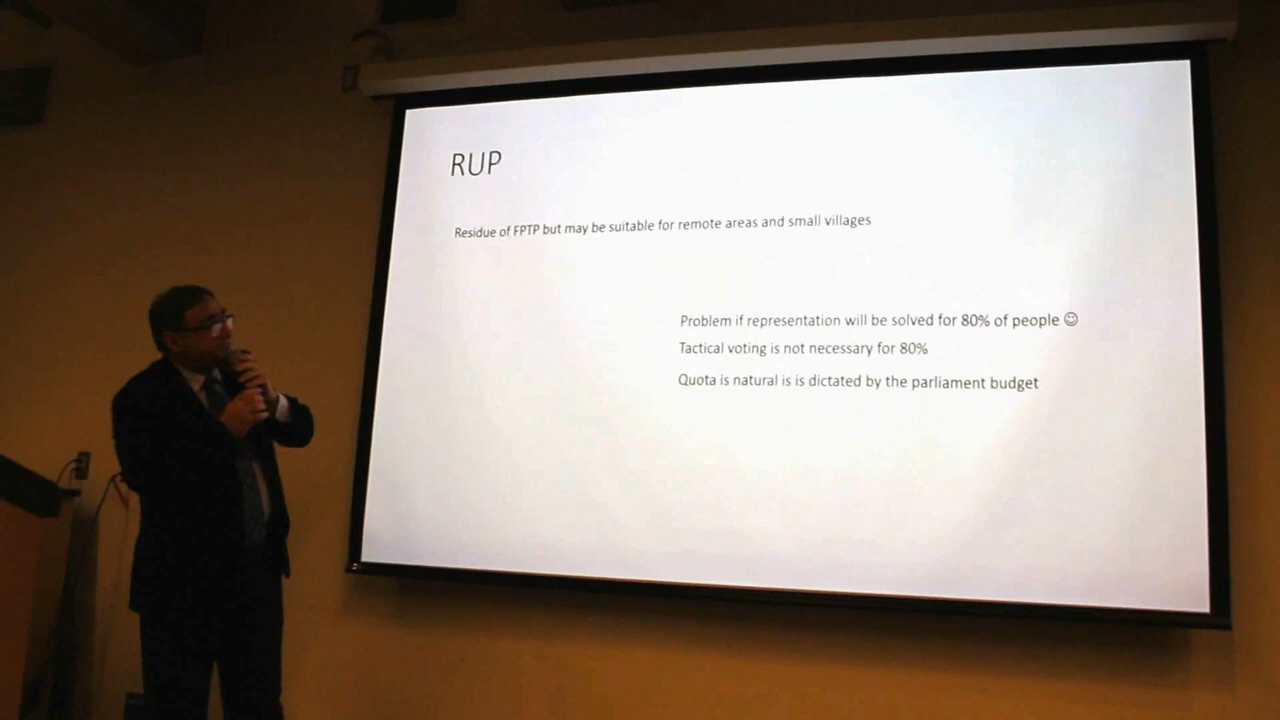 RUP
Residue of FPTP but may be suitable for remote areas and small villages
Problem if representation will be solved for 80% of people ☺
Tactical voting is not necessary for 80%
Quota is natural is is dictated by the parliament budget